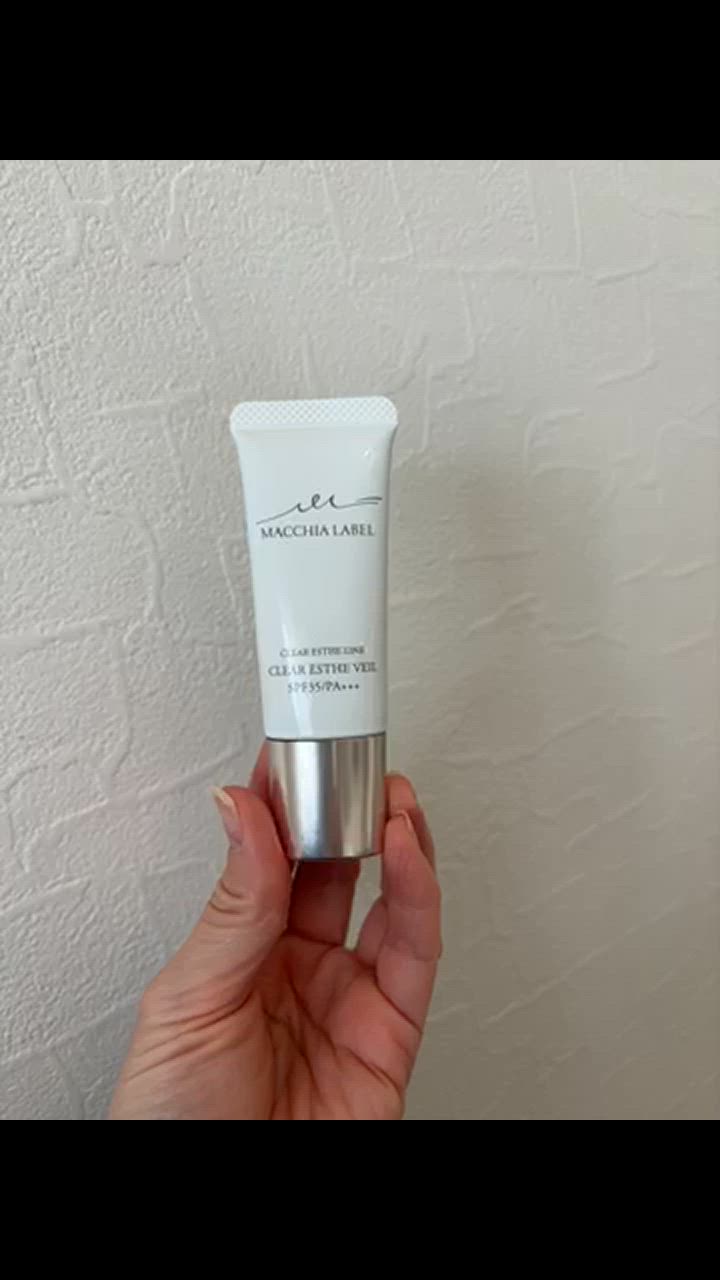 MACCHIA LABEL
CLEAR ESTHE LINE
CLEAR ESTHE VEIL
SPF35/PA+++